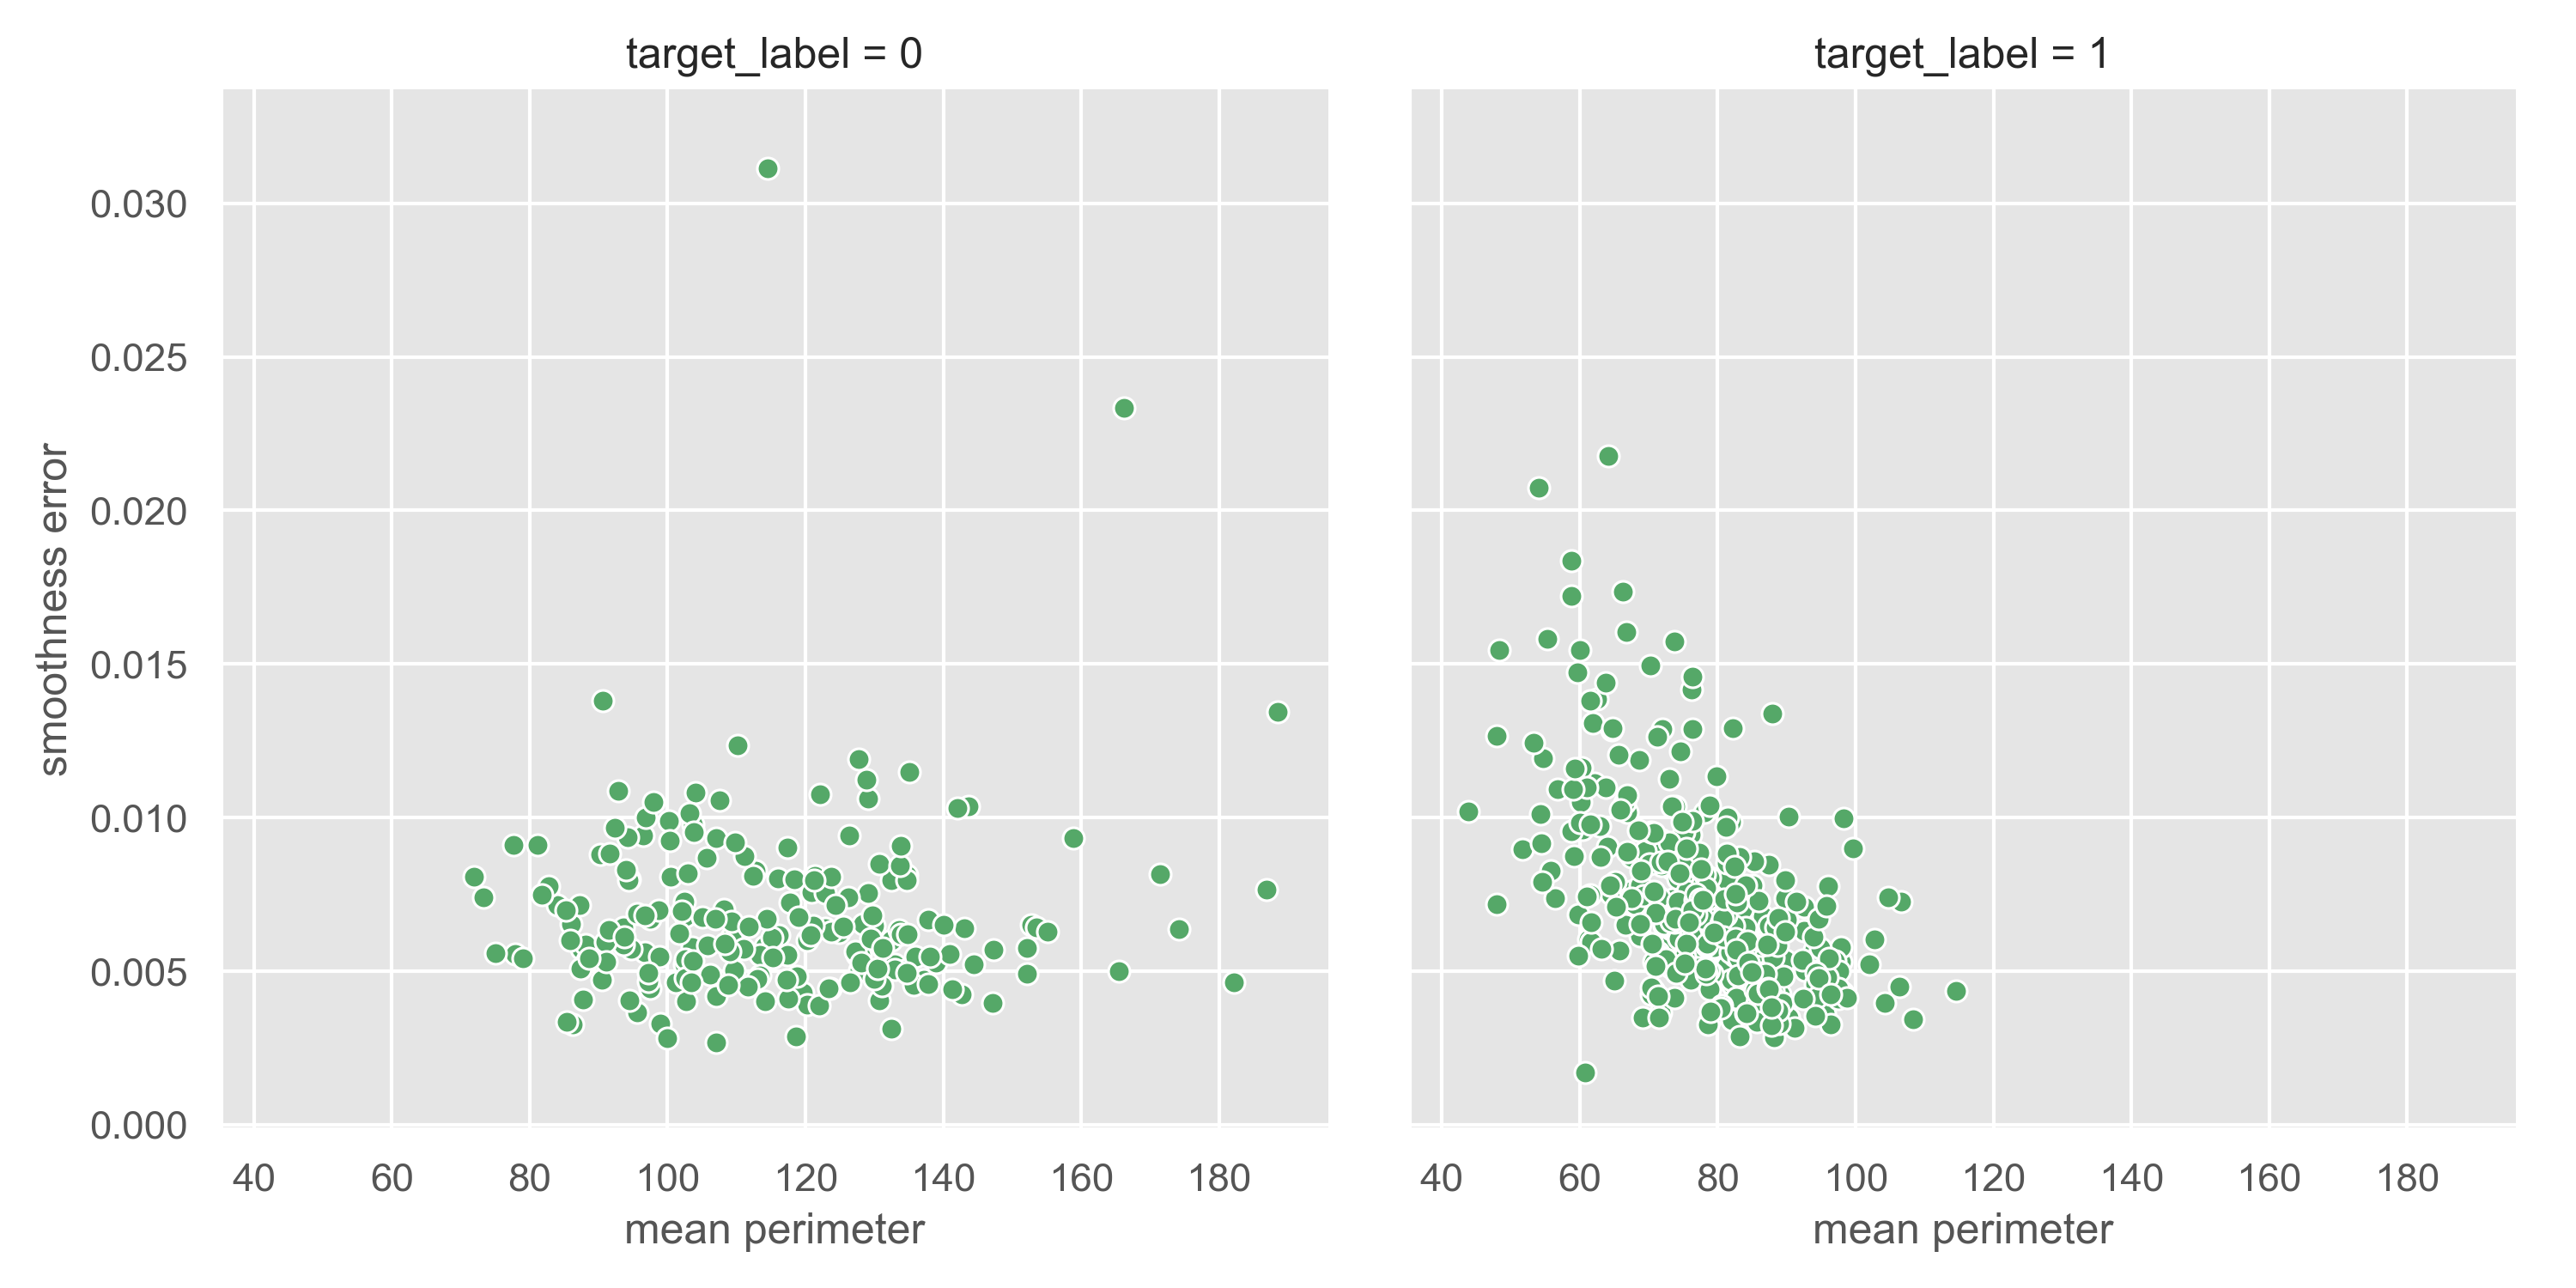 target_label = 0
target_label = 1
0.030
0.025
0.020
0.015
0.010
0.005
0.000
smoothness error
40 60 80 100 120 140 160 180
40 60 80 100 120 140 160 180
mean perimeter
mean perimeter